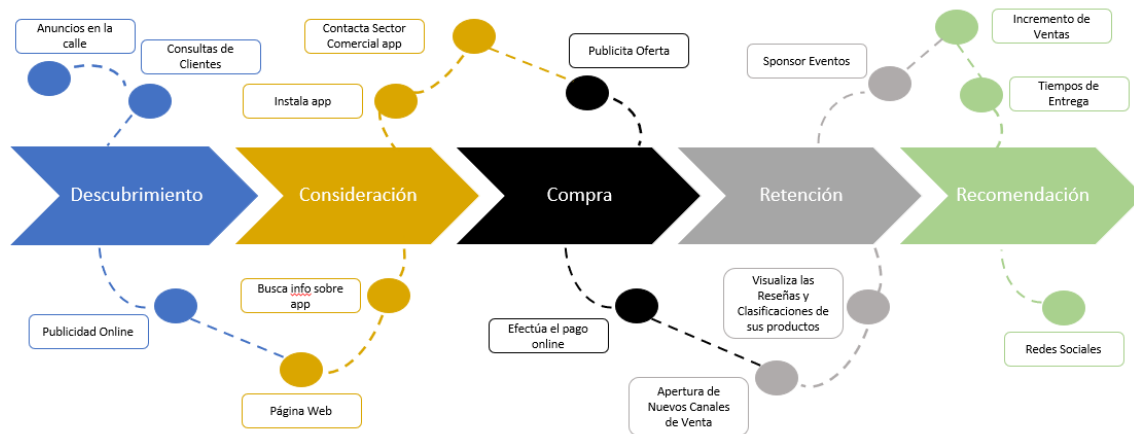 Anuncios en la
calle
Consultas de
Clientes
Contacta Sector
Comercial app
Instala app
Publicita Oferta
Sponsor Eventos
Incremento de
Ventas
Tiempos de
Entrega
Descubrimiento
Consideración
Compra
Retención
Recomendación
Publicidad Online
Busca info sobre
app
Página Web
Efectúa el pago
online
Apertura de
Nuevos Canales
de Venta
Visualiza las
Reseñas y
Clasificaciones de
sus productos
Redes Sociales